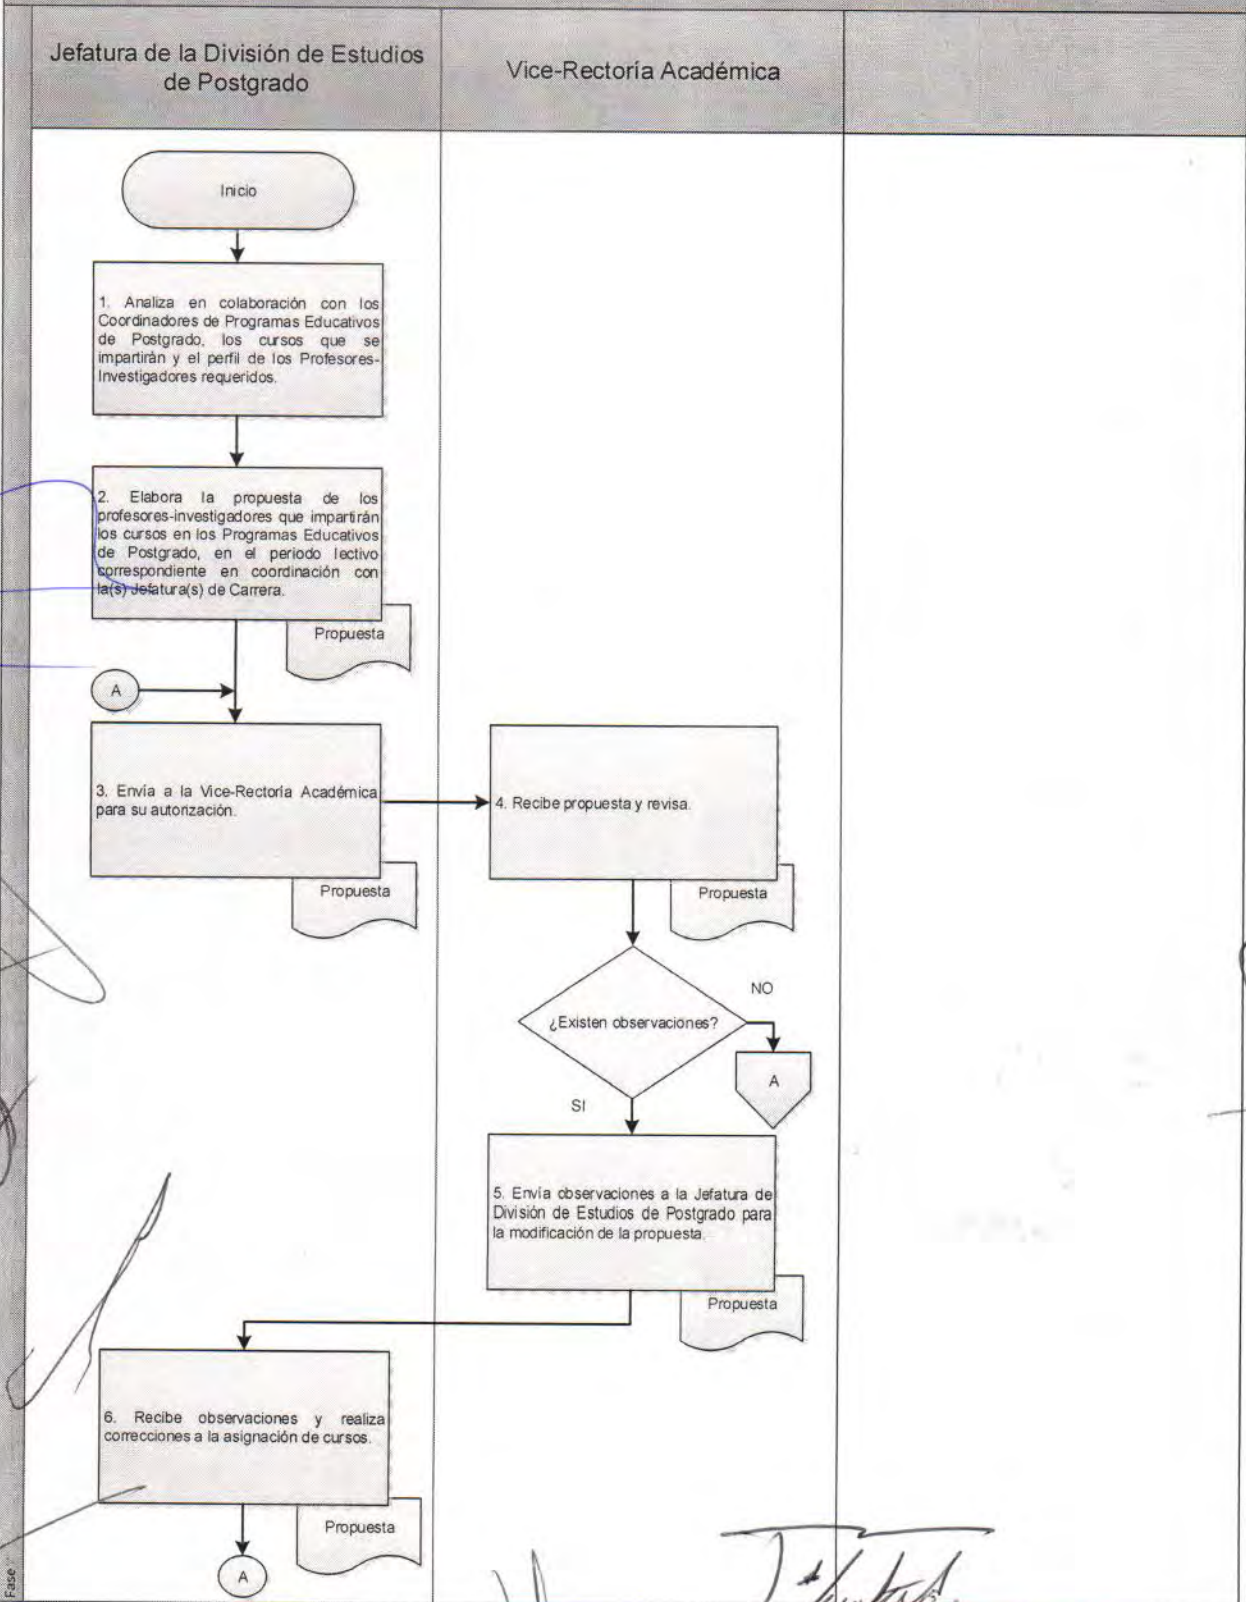 Jefatura de la División de Estudios
de Postgrado
Vice-Rectoría Académica
Inicio
1. Analiza en colaboración con los
Coordinadores de Programas Educativos
de Postgrado, los cursos que se
impartirán y el perfil de los Profesores-
Investigadores requeridos.
2. Elabora la propuesta de los
profesores-investigadores que impartirán
los cursos en los Programas Educativos
de Postgrado, en el periodo lectivo
correspondiente en coordinación con
la(s) Jefatura(s) de Carrera.
Propuesta
A
3. Envía a la Vice-Rectoría Académica
para su autorización.
Propuesta
4. Recibe propuesta y revisa.
Propuesta
¿Existen observaciones?
NO
A
SI
5. Envía observaciones a la Jefatura de
División de Estudios de Postgrado para
la modificación de la propuesta.
Propuesta
6. Recibe observaciones y realiza
correcciones a la asignación de cursos.
Propuesta
A
Fase